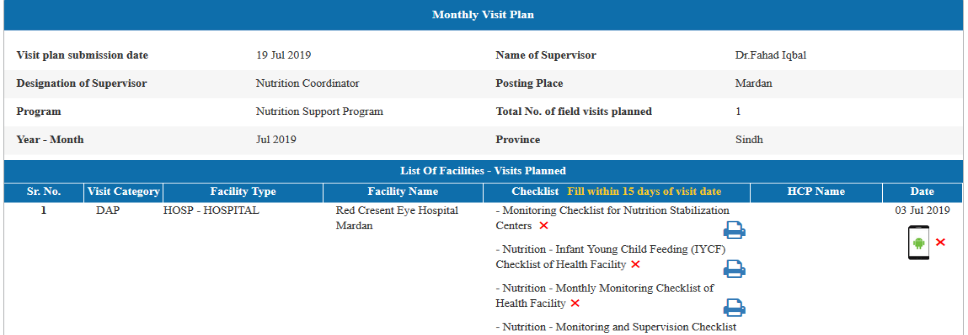 Monthly Visit Plan
Visit plan submission date 19 Jul 2019 Name of Supervisor Dr.Fahad Iqbal
Designation of Supervisor Nutrition Coordinator Posting Place Mardan
Program Nutrition Support Program Total No. of field visits planned 1
Year - Month Jul 2019 Province Sindh
List Of Facilities - Visits Planned
Sr. No. Visit Category Facility Type Facility Name Checklist Fill within 15 days of visit date HCP Name Date
1 DAP HOSP - HOSPITAL Red Cresent Eye Hospital - Monitoring Checklist for Nutrition Stabilization 03 Jul 2019
Mardan Centers
- Nutrition - Infant Young Child Feeding (IYCF)
Checklist of Health Facility
- Nutrition - Monthly Monitoring Checklist of
Health Facility
- Nutrition - Monitoring and Supervision Checklist